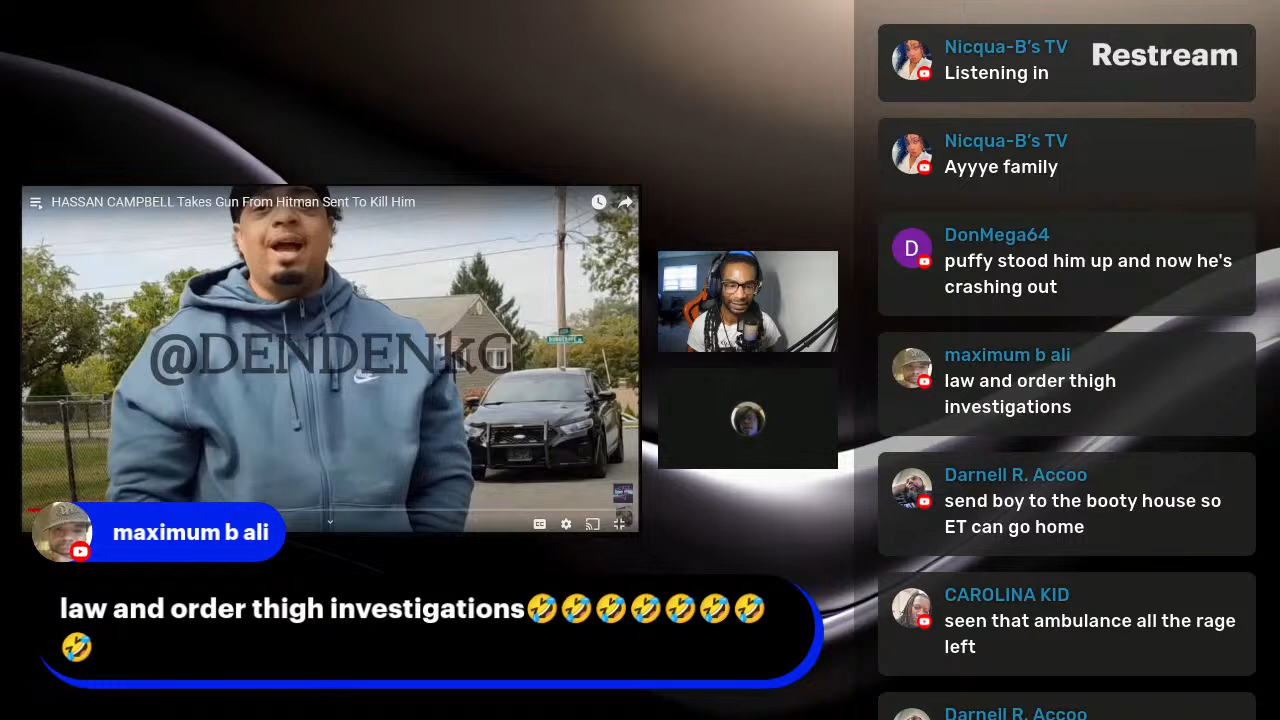 HASSAN CAMPBELL Takes Gun From Hitman Sent To Kill Him
@DENDENkG
maximum b ali
law and order thigh investigations🤣🤣🤣🤣🤣🤣🤣
🤣
Restream
Nicqua-B’s TV
Listening in
Nicqua-B’s TV
Ayyye family
D
DonMega64
puffy stood him up and now he's
crashing out
maximum b ali
law and order thigh
investigations
Darnell R. Accoo
send boy to the booty house so
ET can go home
CAROLINA KID
seen that ambulance all the rage
left
Darnell R. Accoo